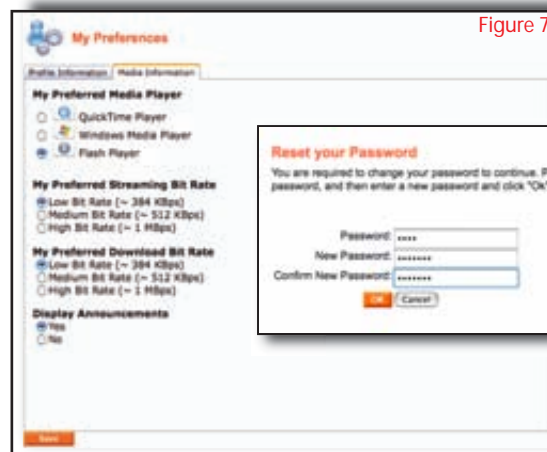 Figure 7
My Preferences
Profile Information
Media Information
My Preferred Media Player
QuickTime Player
Windows Media Player
Flash Player
My Preferred Streaming Bit Rate
Low Bit Rate (~ 384 KBps)
Medium Bit Rate (~ 512 KBps)
High Bit Rate (~ 1 MBps)
My Preferred Download Bit Rate
Low Bit Rate (~ 384 KBps)
Medium Bit Rate (~ 512 KBps)
High Bit Rate (~ 1 MBps)
Display Announcements
Yes
No
Save
Reset your Password
You are required to change your password to continue. P
password, and then enter a new password and click "Ok"
Password:
New Password:
Confirm New Password:
OK
Cancel